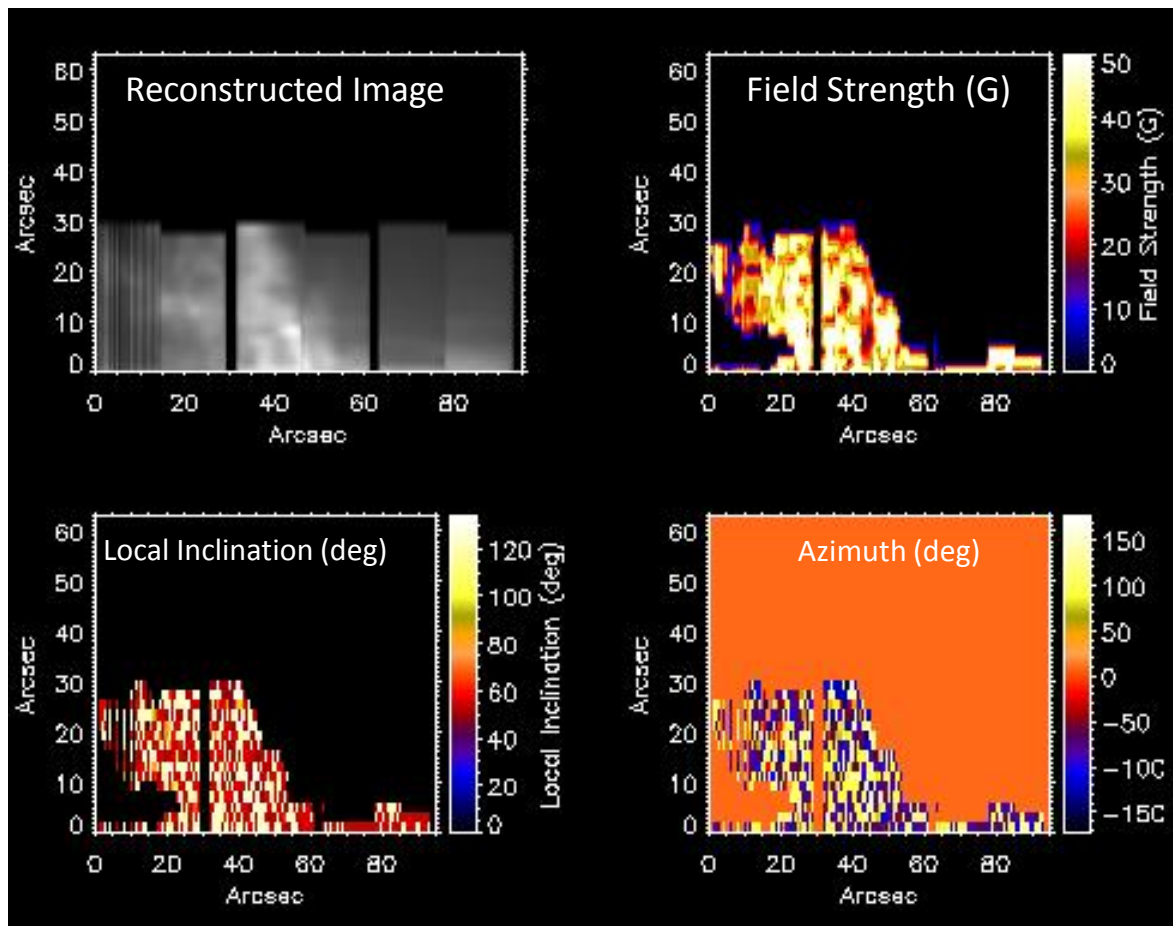 Reconstructed Image
60
50
40
30
20
10
0
Arcsec
0 20 40 60 80
Arcsec
Field Strength (G)
60
50
40
30
20
10
0
Arcsec
0 20 40 60 80
Arcsec
50
40
30
20
10
0
Field Strength (G)
Local Inclination (deg)
60
50
40
30
20
10
0
Arcsec
0 20 40 60 80
Arcsec
120
100
80
60
40
20
0
Local Inclination (deg)
Azimuth (deg)
60
50
40
30
20
10
0
Arcsec
0 20 40 60 80
Arcsec
150
100
50
0
-50
-100
-150